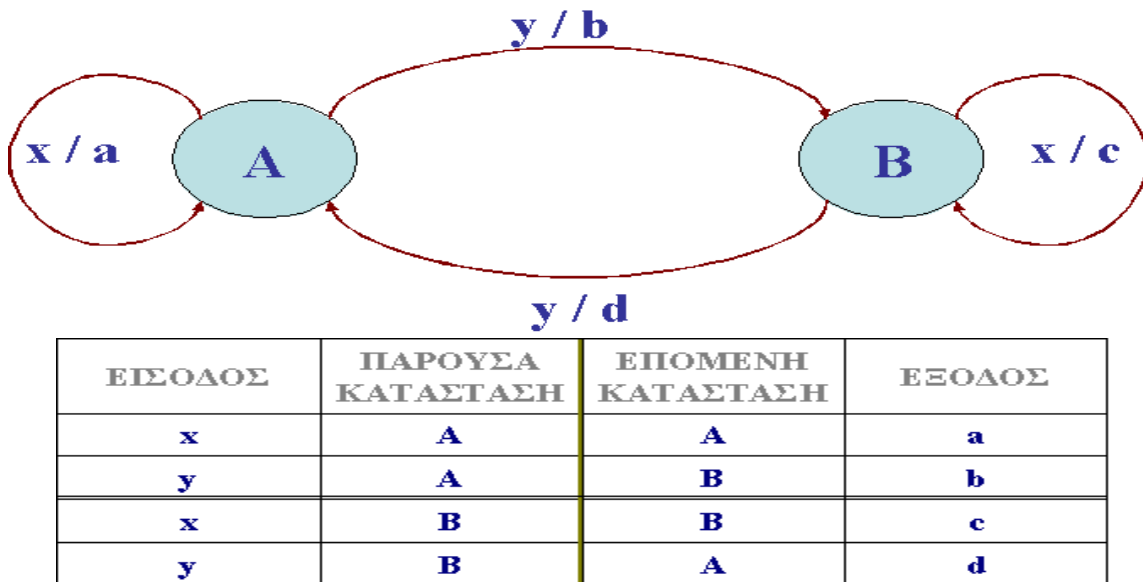 y / b
x / a
A
B
x / c
y / d
ΕΙΣΟΔΟΣ
ΠΑΡΟΥΣΑ
ΚΑΤΑΣΤΑΣΗ
ΕΠΟΜΕΝΗ
ΚΑΤΑΣΤΑΣΗ
ΕΞΟΔΟΣ
x A A a
y A B b
x B B c
y B A d